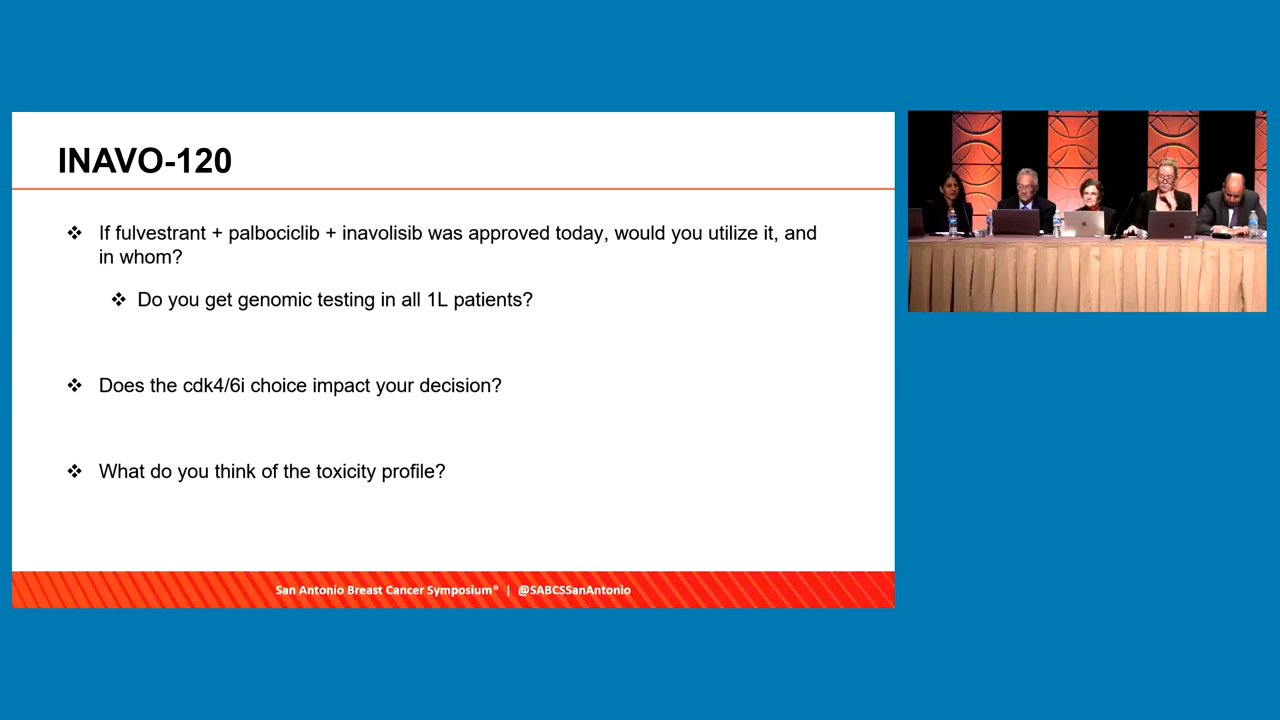 INAVO-120
❖ If fulvestrant + palbociclib + inavolisib was approved today, would you utilize it, and
in whom?
❖ Do you get genomic testing in all 1L patients?
❖ Does the cdk4/6i choice impact your decision?
❖ What do you think of the toxicity profile?
San Antonio Breast Cancer Symposium® | @SABCSSanAntonio